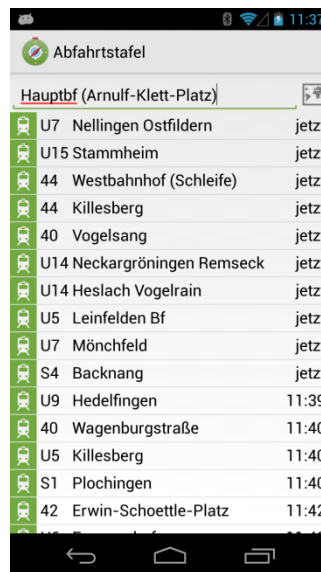 11:37
Abfahrtstafel
Hauptbf (Arnulf-Klett-Platz)
U7 Nellingen Ostfildern jetz
U15 Stammheim jetz
44 Westbahnhof (Schleife) jetz
44 Killesberg jetz
40 Vogelsang jetz
U14 Neckargröningen Remseck jetz
U14 Heslach Vogelrain jetz
U5 Leinfelden Bf jetz
U7 Mönchfeld jetz
S4 Backnang jetz
U9 Hedelfingen 11:39
40 Wagenburgstraße 11:40
U5 Killesberg 11:40
S1 Plochingen 11:40
42 Erwin-Schoettle-Platz 11:42